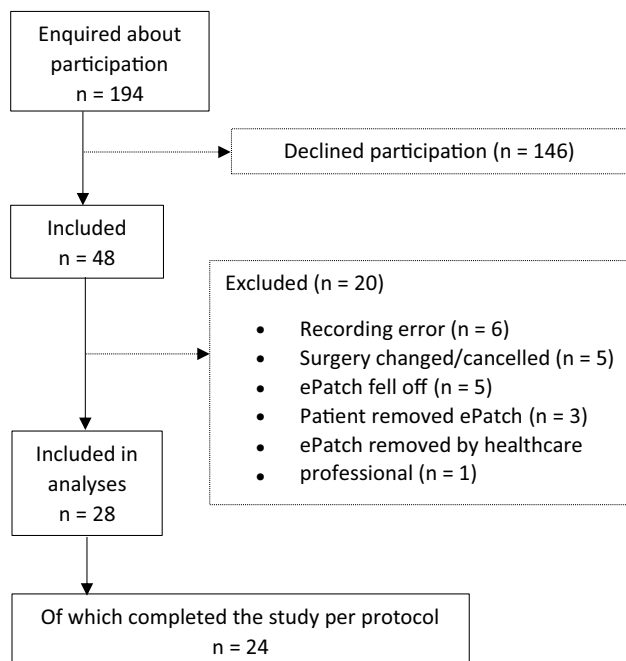 Enquired about
participation
n = 194
Declined participation (n = 146)
Included
n = 48
Excluded (n = 20)
• Recording error (n = 6)
• Surgery changed/cancelled (n = 5)
• ePatch fell off (n = 5)
• Patient removed ePatch (n = 3)
• ePatch removed by healthcare
• professional (n = 1)
Included in
analyses
n = 28
Of which completed the study per protocol
n = 24